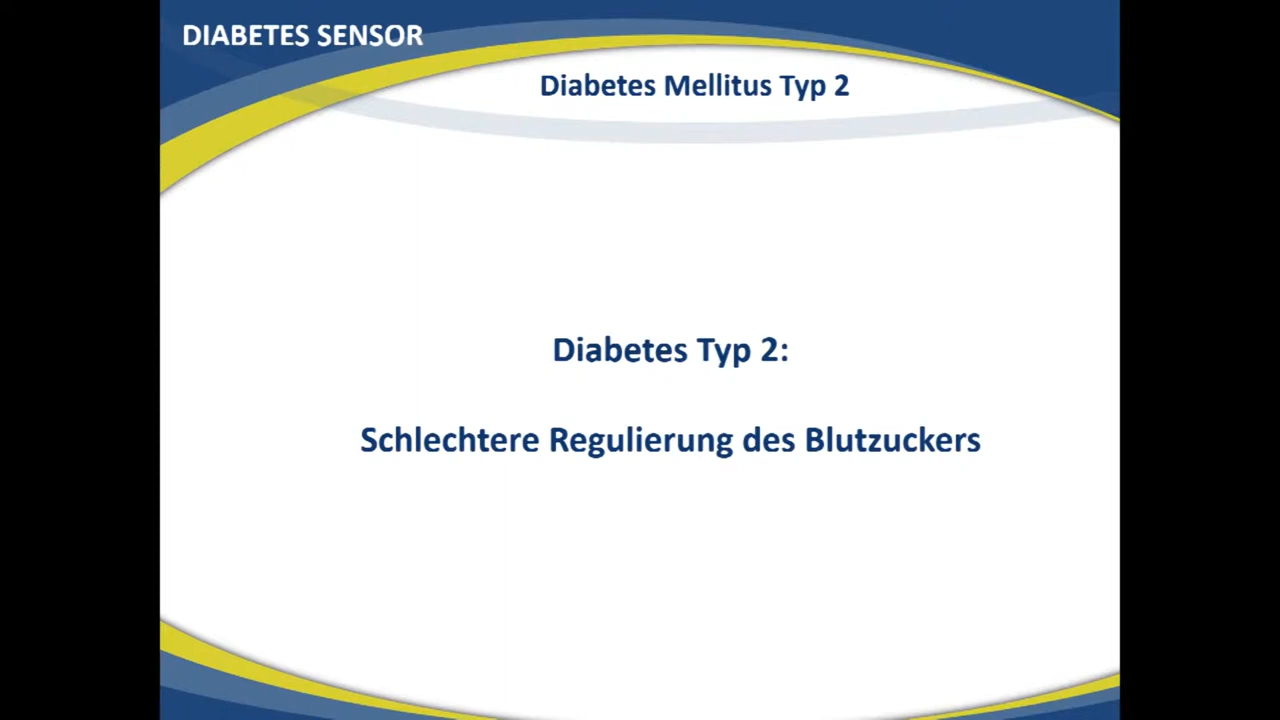 DIABETES SENSOR
Diabetes Mellitus Typ 2
Diabetes Typ 2:
Schlechtere Regulierung des Blutzuckers